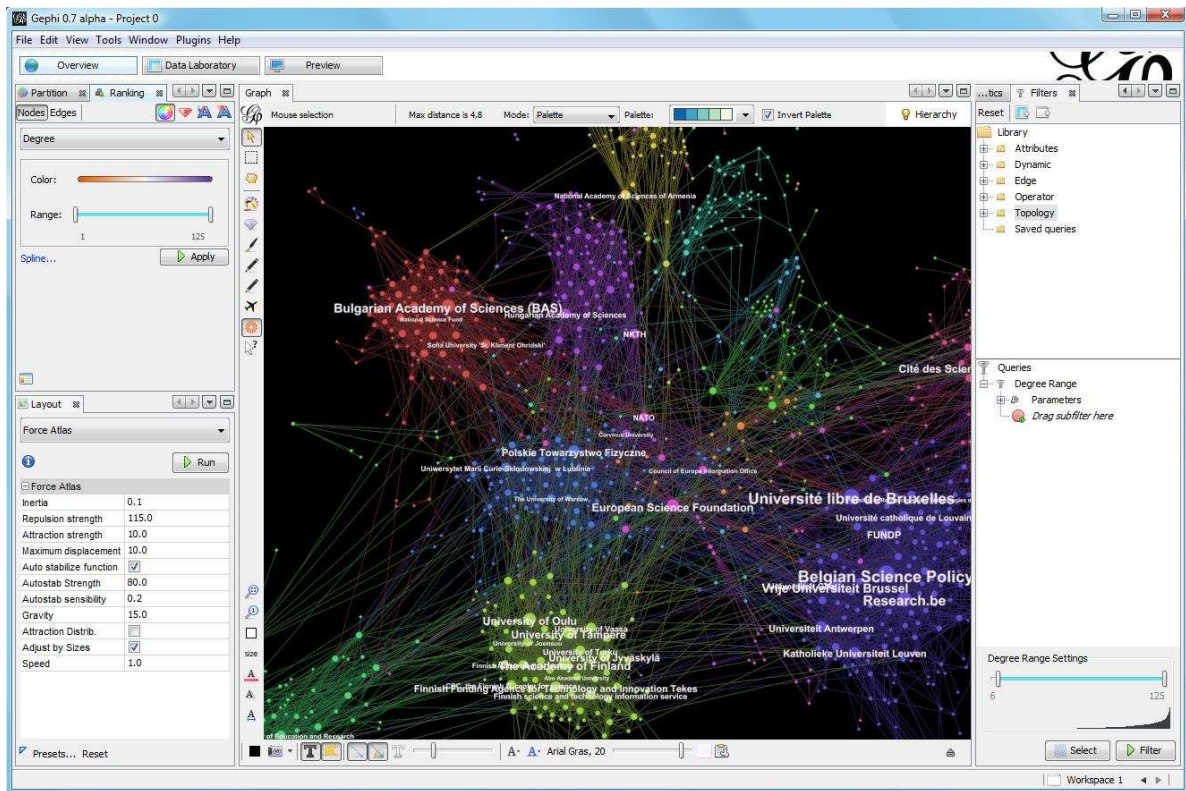 Gephi 0.7 alpha - Project 0
File Edit View Tools Window Plugins Help
Overview Data Laboratory Preview
Partition Ranking
Nodes Edges
Degree
Color:
Range:
1 125
Spline... Apply
Layout
Force Atlas
Run
Force Atlas
Inertia 0.1
Repulsion strength 115.0
Attraction strength 10.0
Maximum displacement 10.0
Auto stabilize function
Autostab Strength 80.0
Autostab sensibility 0.2
Gravity 15.0
Attraction Distrib.
Adjust by Sizes
Speed 1.0
Presets... Reset
Graph
Mouse selection Max distance is 4,8 Mode: Palette Palette: Invert Palette Hierarchy
size
National Academy of Sciences of Armenia
Bulgarian Academy of Sciences (BAS)
Hungarian Academy of Sciences
National Science Fund
NKTH
Sofia University 'St. Kliment Ohridski'
Cité des Scien
NATO
Corvinus University
Polskie Towarzystwo Fizyczne
Uniwersytet Marii Curie-Skłodowskiej w Lublinie
Council of Europe Information Office
The University of Warsaw
Université libre de Bruxelles
European Science Foundation
Université catholique de Louvain
FUNDP
Belgian Science Policy
Vrije Universiteit Brussel
Research.be
University of Oulu
University of Vaasa
University of Tampere
Universiteit Antwerpen
University of Joensuu
University of Turku
University of Jyväskylä
Katholieke Universiteit Leuven
The Academy of Finland
Abo Akademi University
Finnish Funding Agency for Technology and Innovation Tekes
Finnish science and technology information service
of Education and Research
Arial Gras, 20
...tics Filters
Reset
Library
Attributes
Dynamic
Edge
Operator
Topology
Saved queries
Queries
Degree Range
Parameters
Drag subfilter here
Degree Range Settings
6 125
Select Filter
Workspace 1